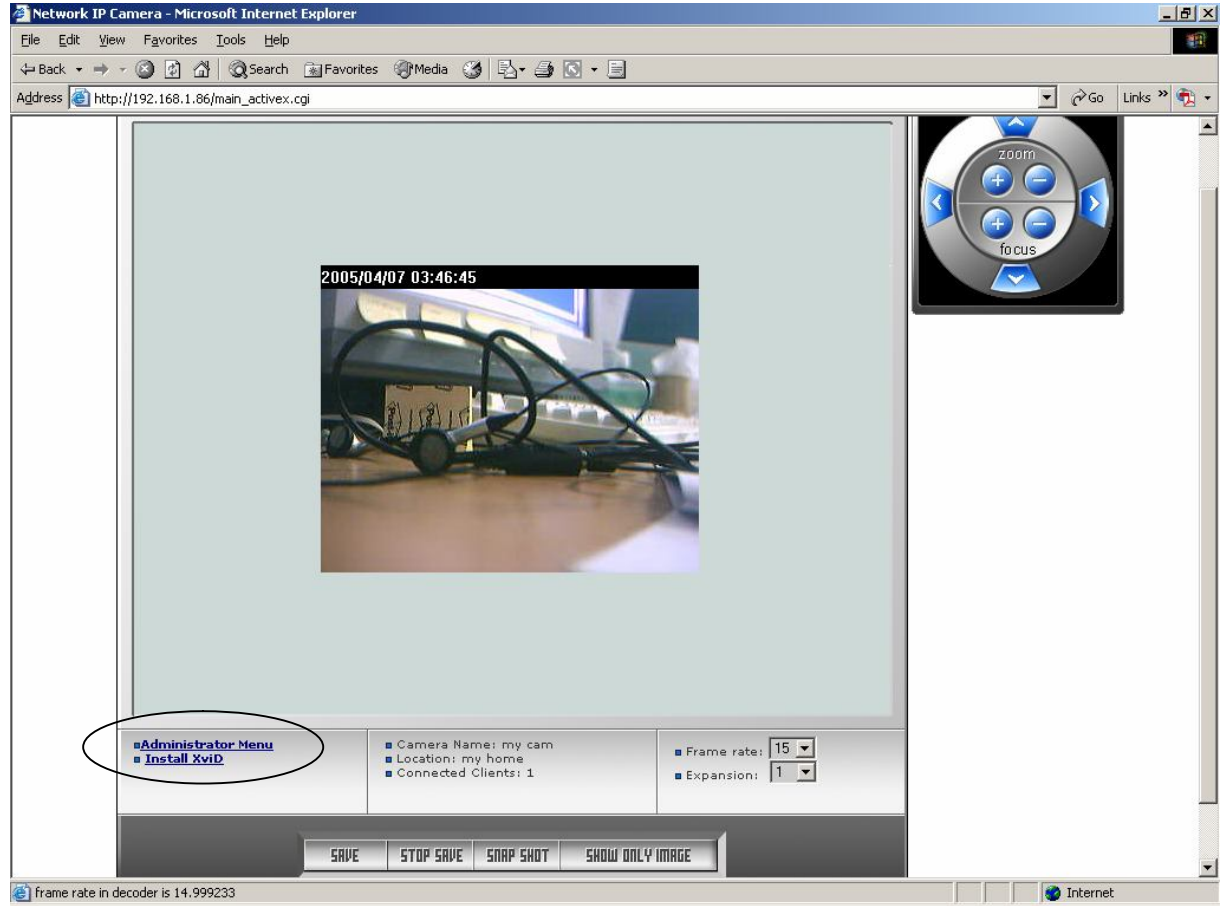 Network IP Camera - Microsoft Internet Explorer
File Edit View Favorites Tools Help
Back Search Favorites Media
Address http://192.168.1.86/main_activex.cgi Go Links »
zoom
focus
2005/04/07 03:46:45
Administrator Menu
Install XviD
Camera Name: my cam
Location: my home
Connected Clients: 1
Frame rate: 15
Expansion: 1
SAVE STOP SAVE SNAP SHOT SHOW ONLY IMAGE
frame rate in decoder is 14.999233 Internet